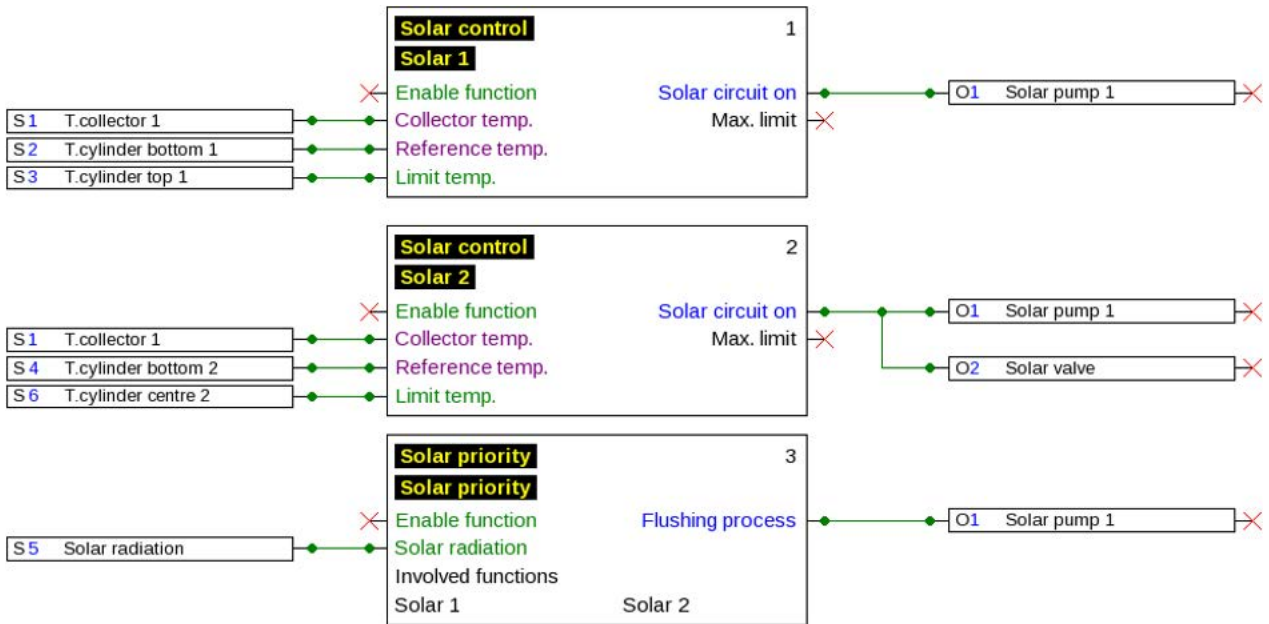 Solar control 1
Solar 1
Enable function Solar circuit on O1 Solar pump 1
S1 T.collector 1 Collector temp. Max. limit
S2 T.cylinder bottom 1 Reference temp.
S3 T.cylinder top 1 Limit temp.
Solar control 2
Solar 2
Enable function Solar circuit on O1 Solar pump 1
S1 T.collector 1 Collector temp. Max. limit
S4 T.cylinder bottom 2 Reference temp. O2 Solar valve
S6 T.cylinder centre 2 Limit temp.
Solar priority 3
Solar priority
Enable function Flushing process O1 Solar pump 1
S5 Solar radiation Solar radiation
Involved functions
Solar 1 Solar 2